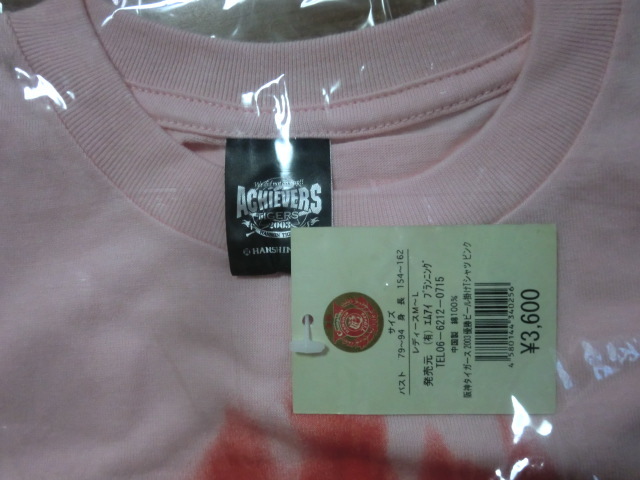 ACHIEVERS
TIGERS
2003
HANSHIN
サイズ
バスト 79〜94 身 長 154〜162
レディースM〜L
発売元 (有) エムアイ プランニング
TEL06-6212-0715
中国製 綿100%
阪神タイガース2003優勝ビール掛けTシャツ ピンク
4580144340256
¥3,600